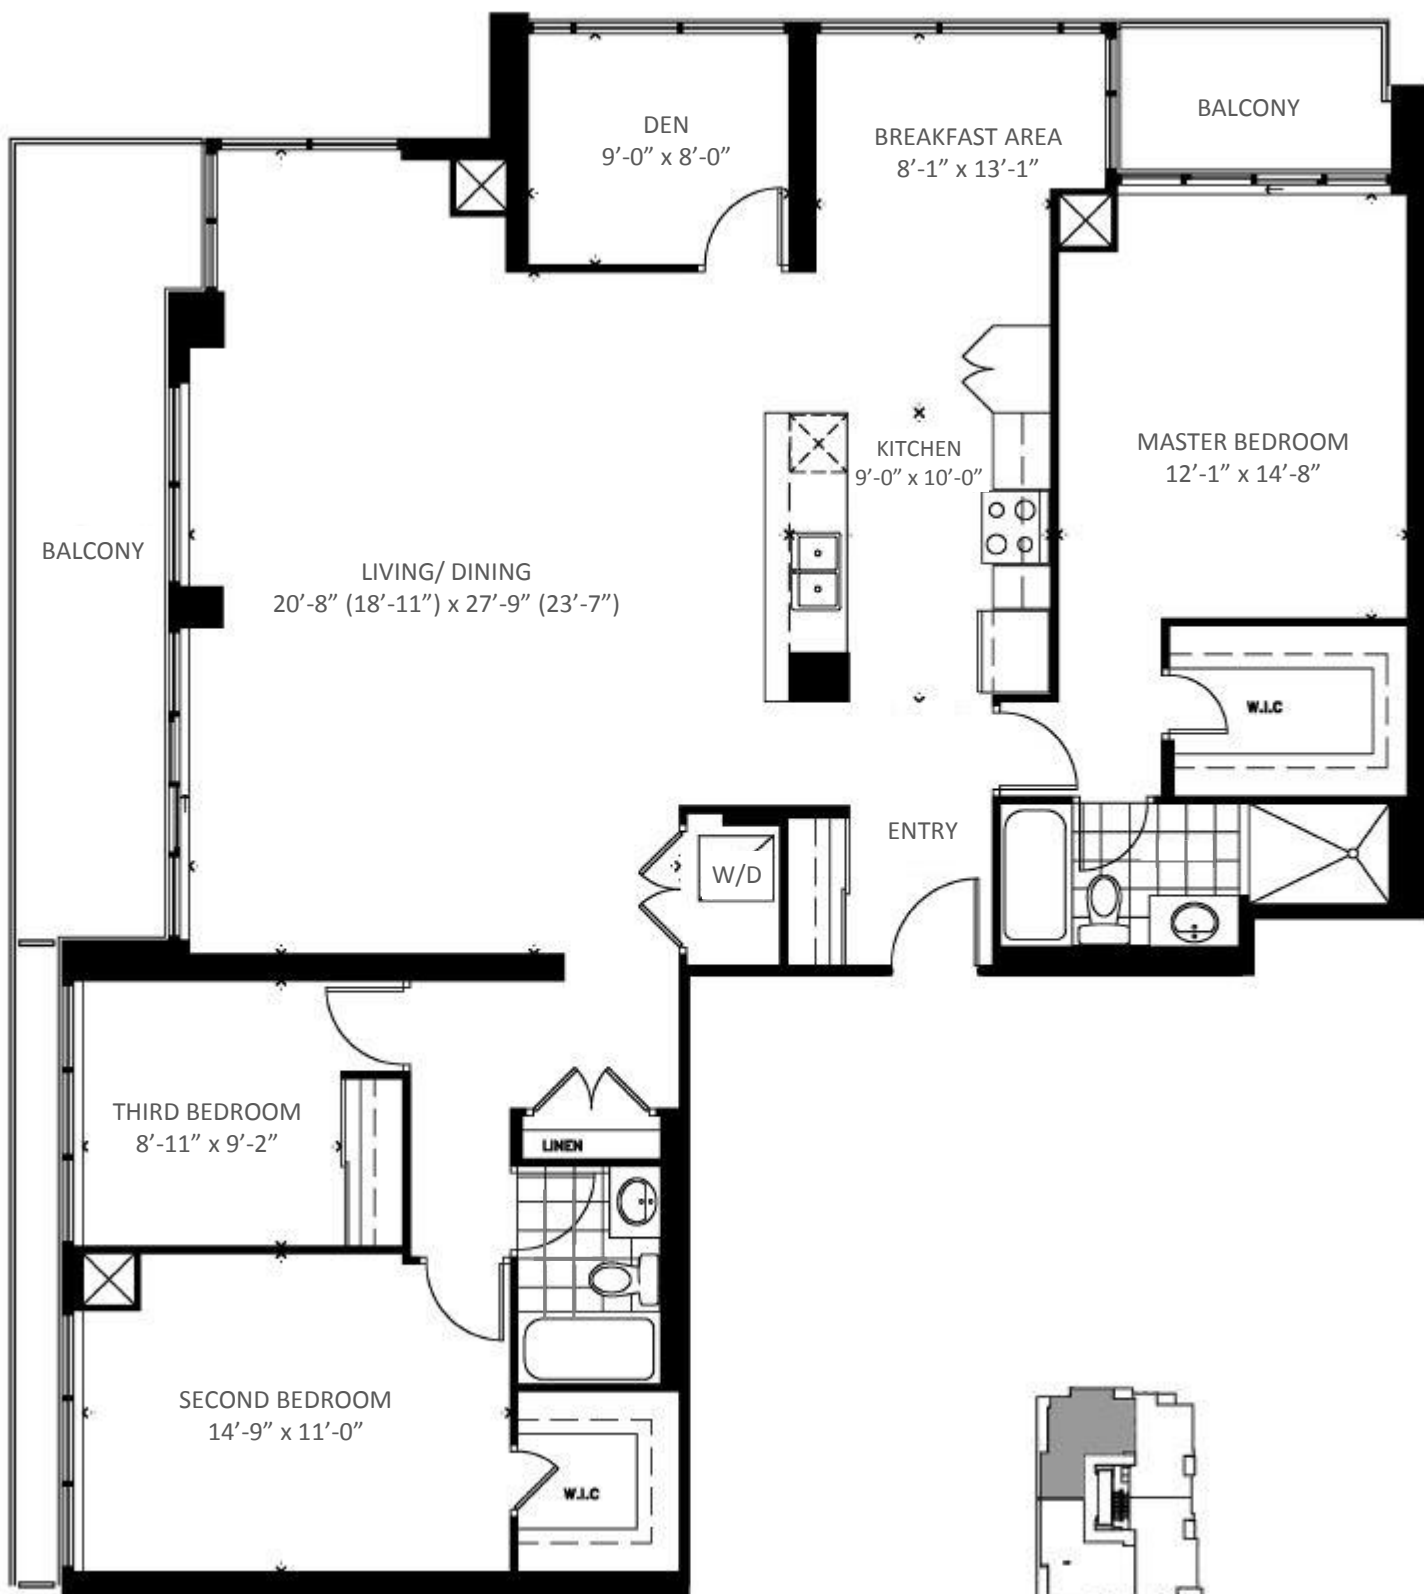 DEN
9’-0” x 8’-0”
BREAKFAST AREA
8’-1” x 13’-1”
BALCONY
KITCHEN
9’-0” x 10’-0”
MASTER BEDROOM
12’-1” x 14’-8”
BALCONY
LIVING/ DINING
20’-8” (18’-11”) x 27’-9” (23’-7”)
W.I.C
ENTRY
W/D
THIRD BEDROOM
8’-11” x 9’-2”
LINEN
SECOND BEDROOM
14’-9” x 11’-0”
W.I.C